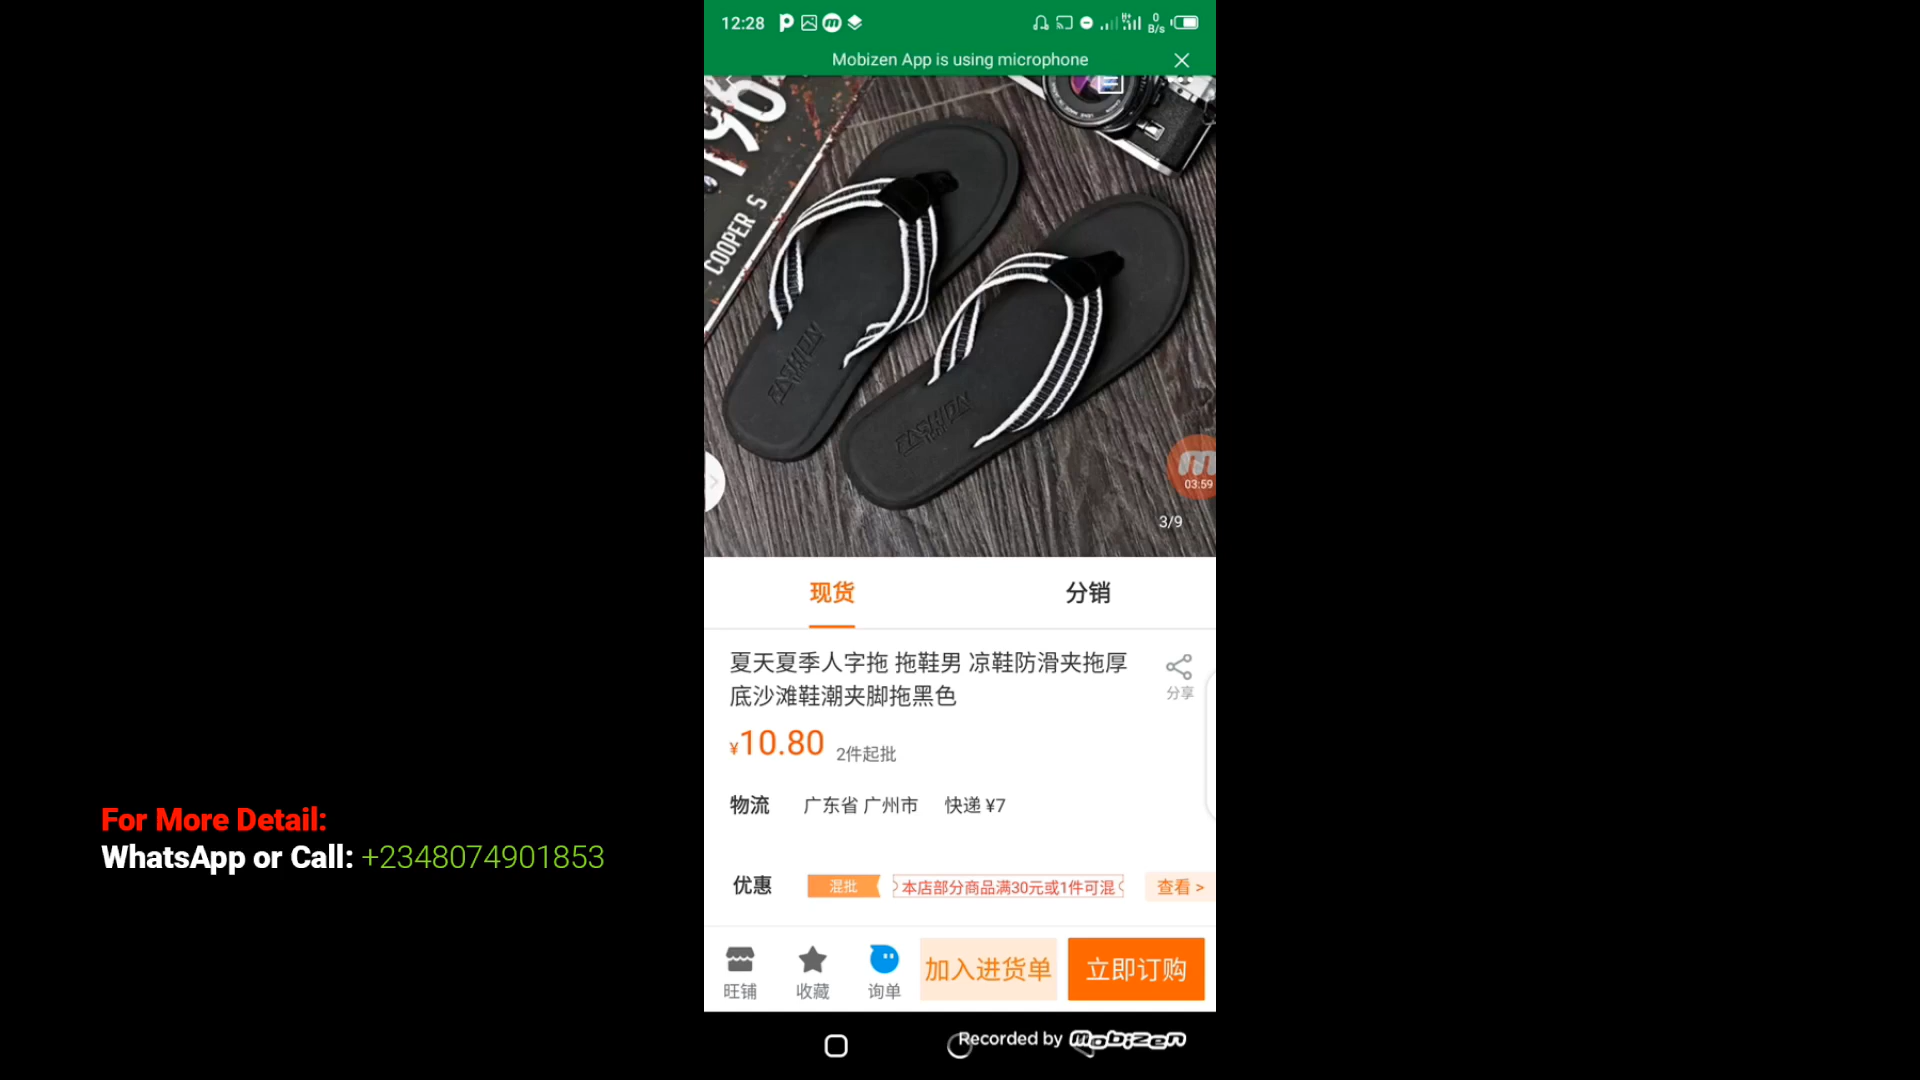 12:28
0
B/s
Mobizen App is using microphone
196
COOPER S
FASHION
FASHION
03:59
3/9
现货
分销
夏天夏季人字拖 拖鞋男 凉鞋防滑夹拖厚
底沙滩鞋潮夹脚拖黑色
分享
¥10.80 2件起批
物流 广东省 广州市 快递 ¥7
For More Detail:
WhatsApp or Call: +2348074901853
优惠 混批 本店部分商品满30元或1件可混 查看 >
旺铺 收藏 询单 加入进货单 立即订购
Recorded by mobizen